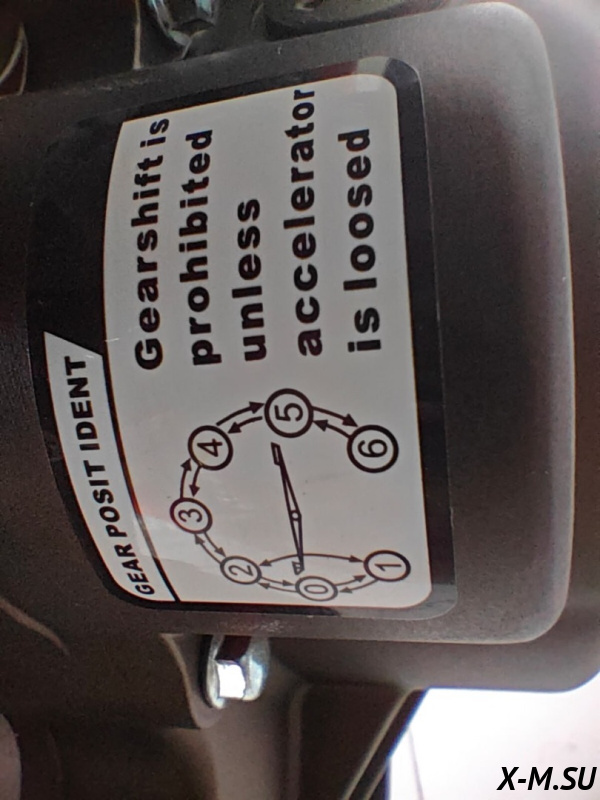 GEAR POSIT IDENT
Gearshift is
prohibited
unless
accelerator
is loosed
0
1
2
3
4
5
6
X-M.SU